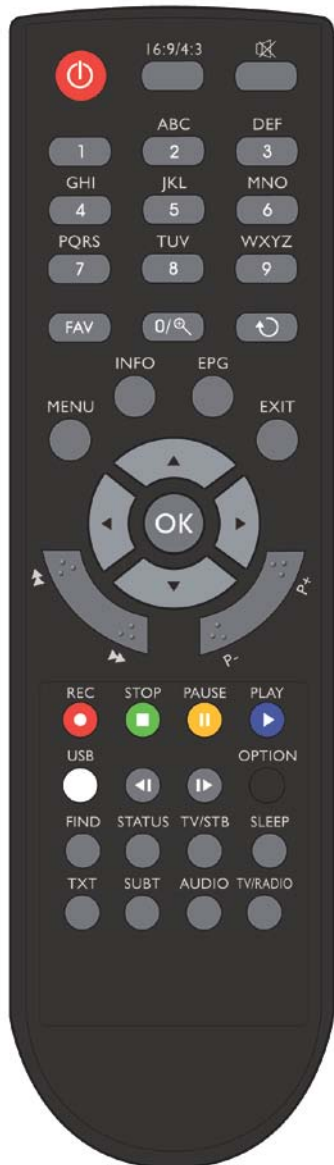 16:9/4:3
ABC DEF
1 2 3
GHI JKL MNO
4 5 6
PQRS TUV WXYZ
7 8 9
FAV 0/
INFO EPG
MENU EXIT
OK
P+
P-
REC STOP PAUSE PLAY
USB OPTION
FIND STATUS TV/STB SLEEP
TXT SUBT AUDIO TV/RADIO